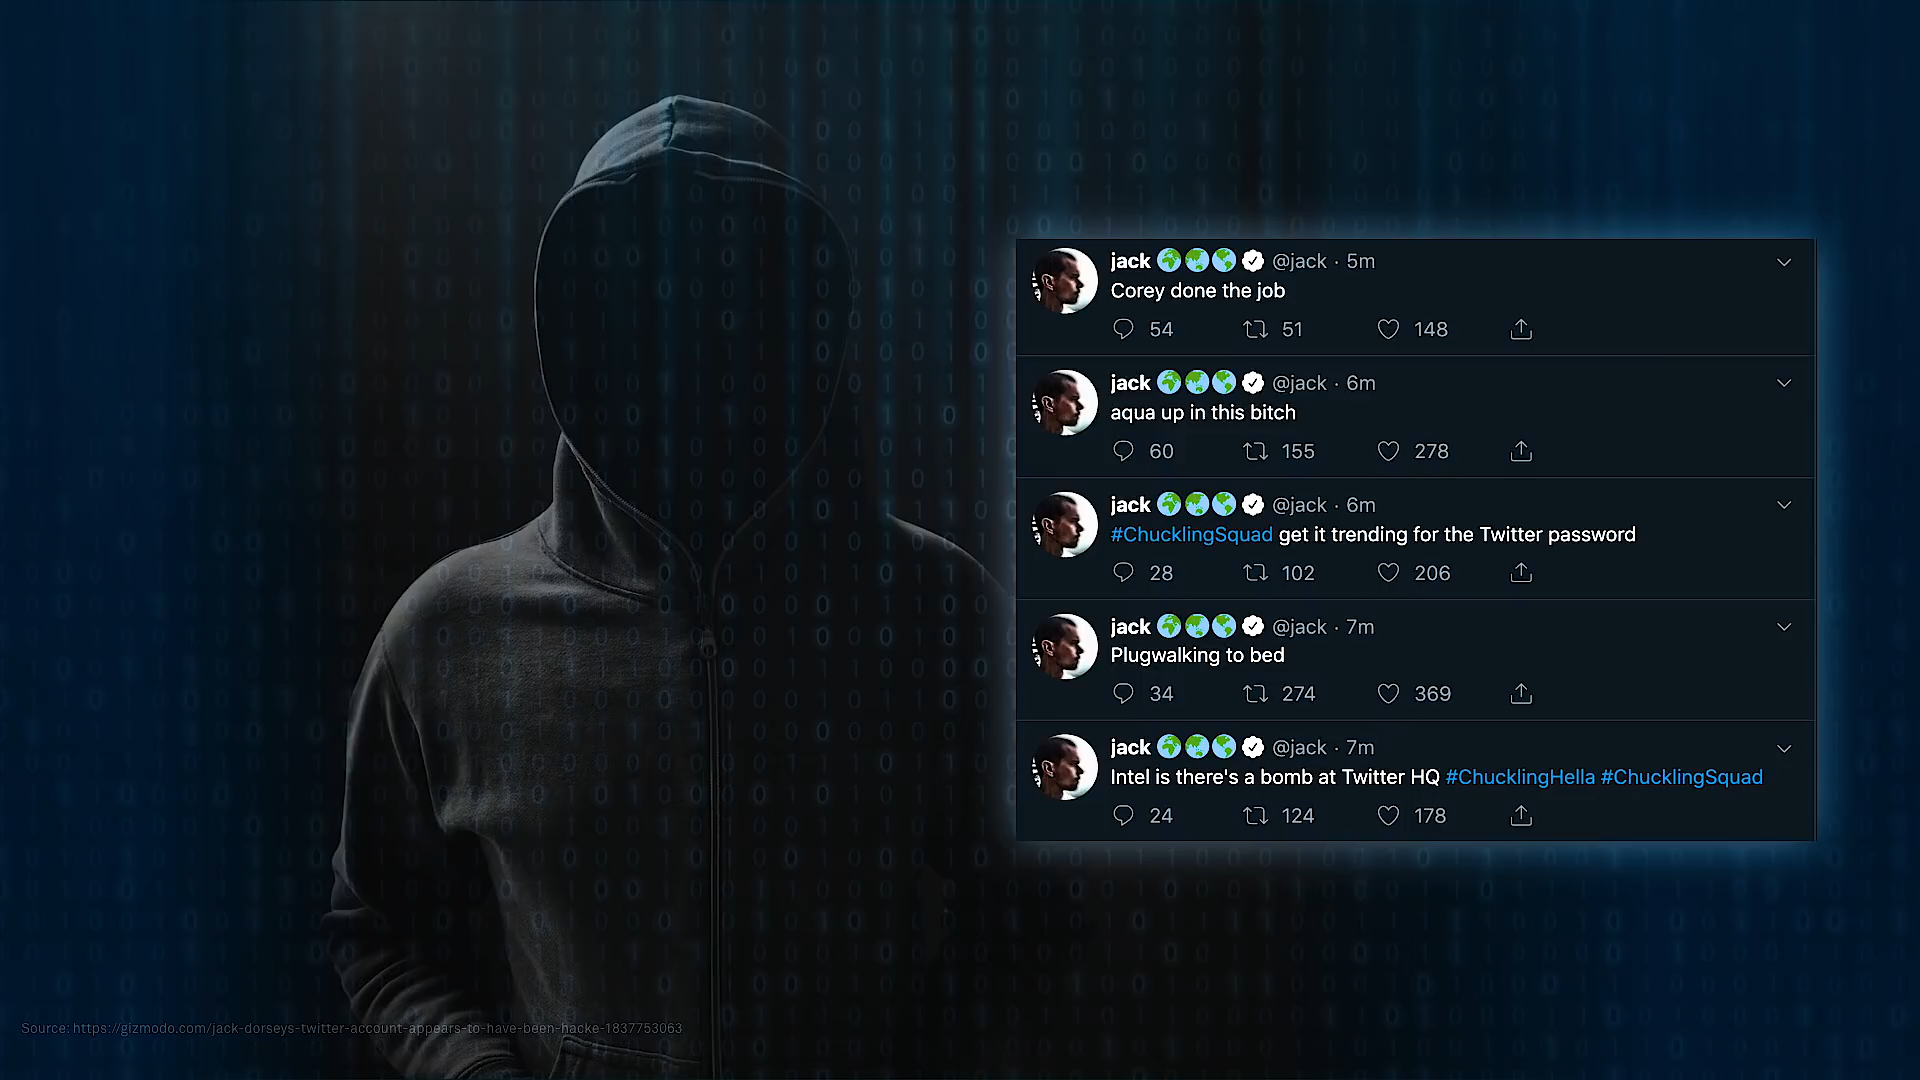 jack 🌍🌏🌎 @jack · 5m
Corey done the job
54 51 148
jack 🌍🌏🌎 @jack · 6m
aqua up in this bitch
60 155 278
jack 🌍🌏🌎 @jack · 6m
#ChucklingSquad get it trending for the Twitter password
28 102 206
jack 🌍🌏🌎 @jack · 7m
Plugwalking to bed
34 274 369
jack 🌍🌏🌎 @jack · 7m
Intel is there's a bomb at Twitter HQ #ChucklingHella #ChucklingSquad
24 124 178
Source: https://gizmodo.com/jack-dorseys-twitter-account-appears-to-have-been-hacke-1837753063